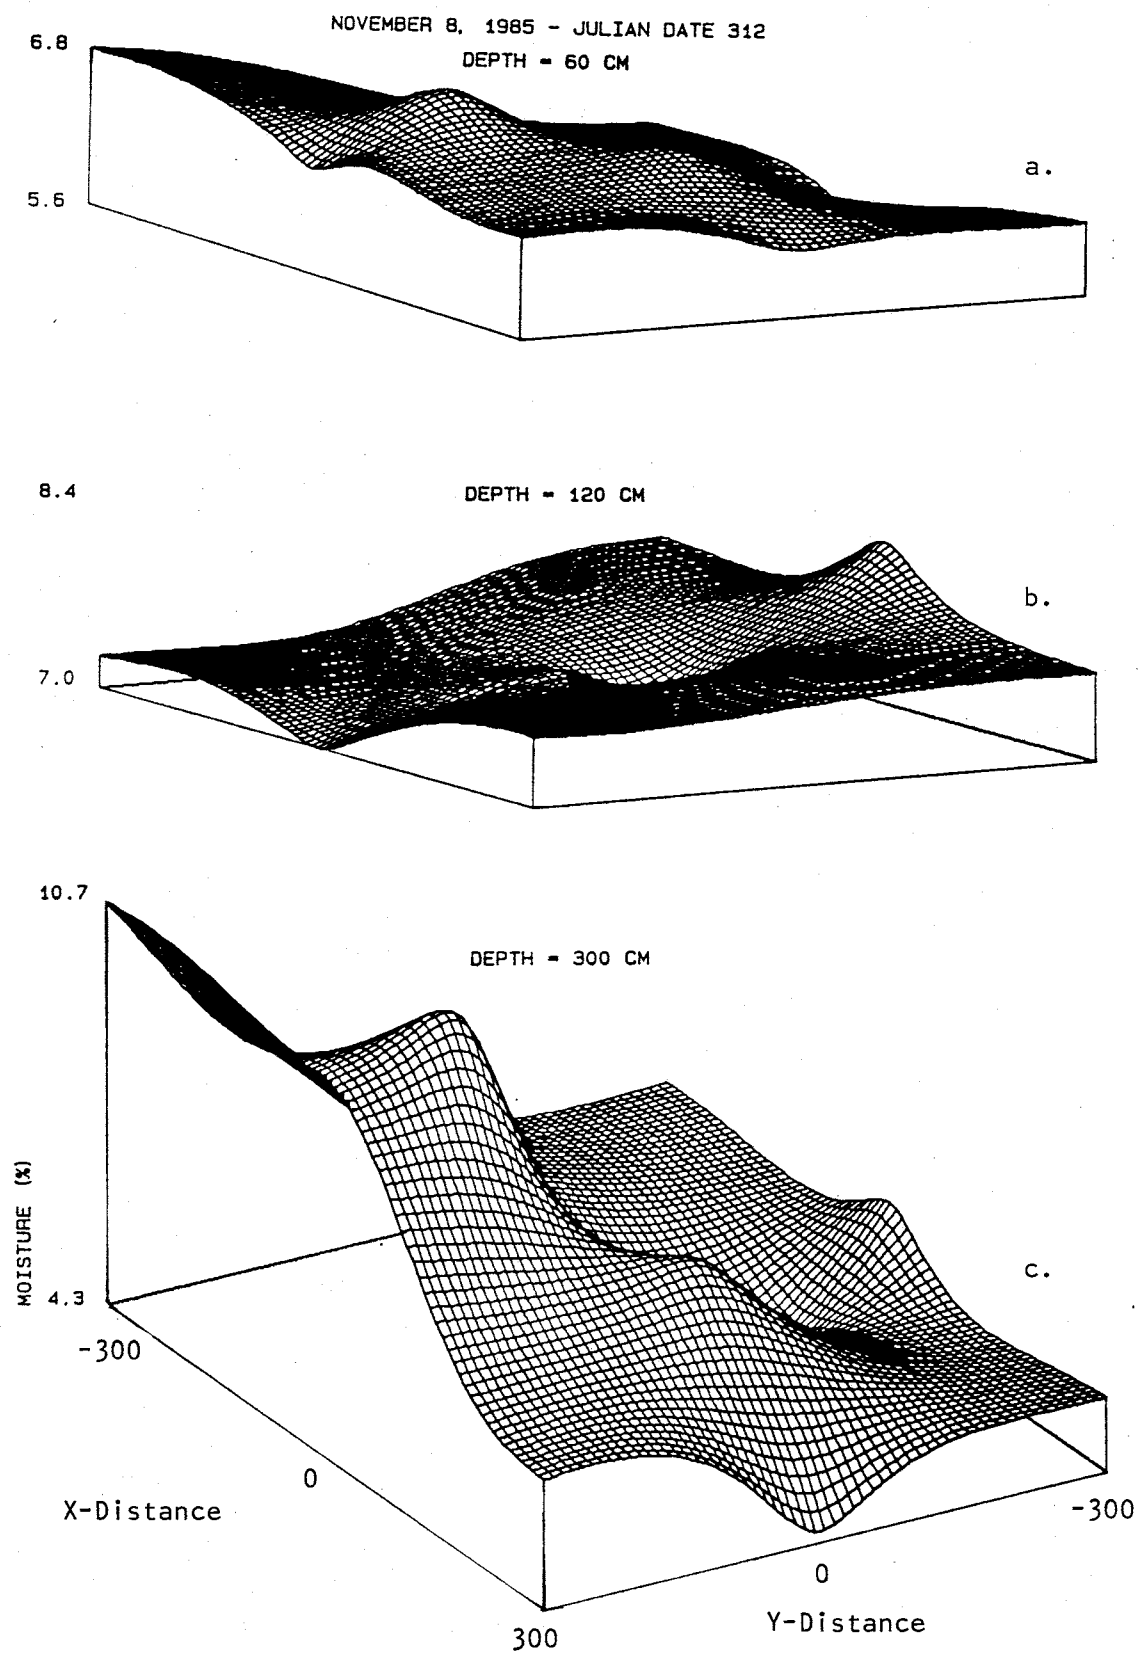 NOVEMBER 8, 1985 - JULIAN DATE 312
DEPTH = 60 CM
6.8
5.6
a.
8.4
DEPTH = 120 CM
b.
7.0
10.7
DEPTH = 300 CM
c.
MOISTURE (%)
4.3
-300
0
X-Distance
300
-300
0
Y-Distance